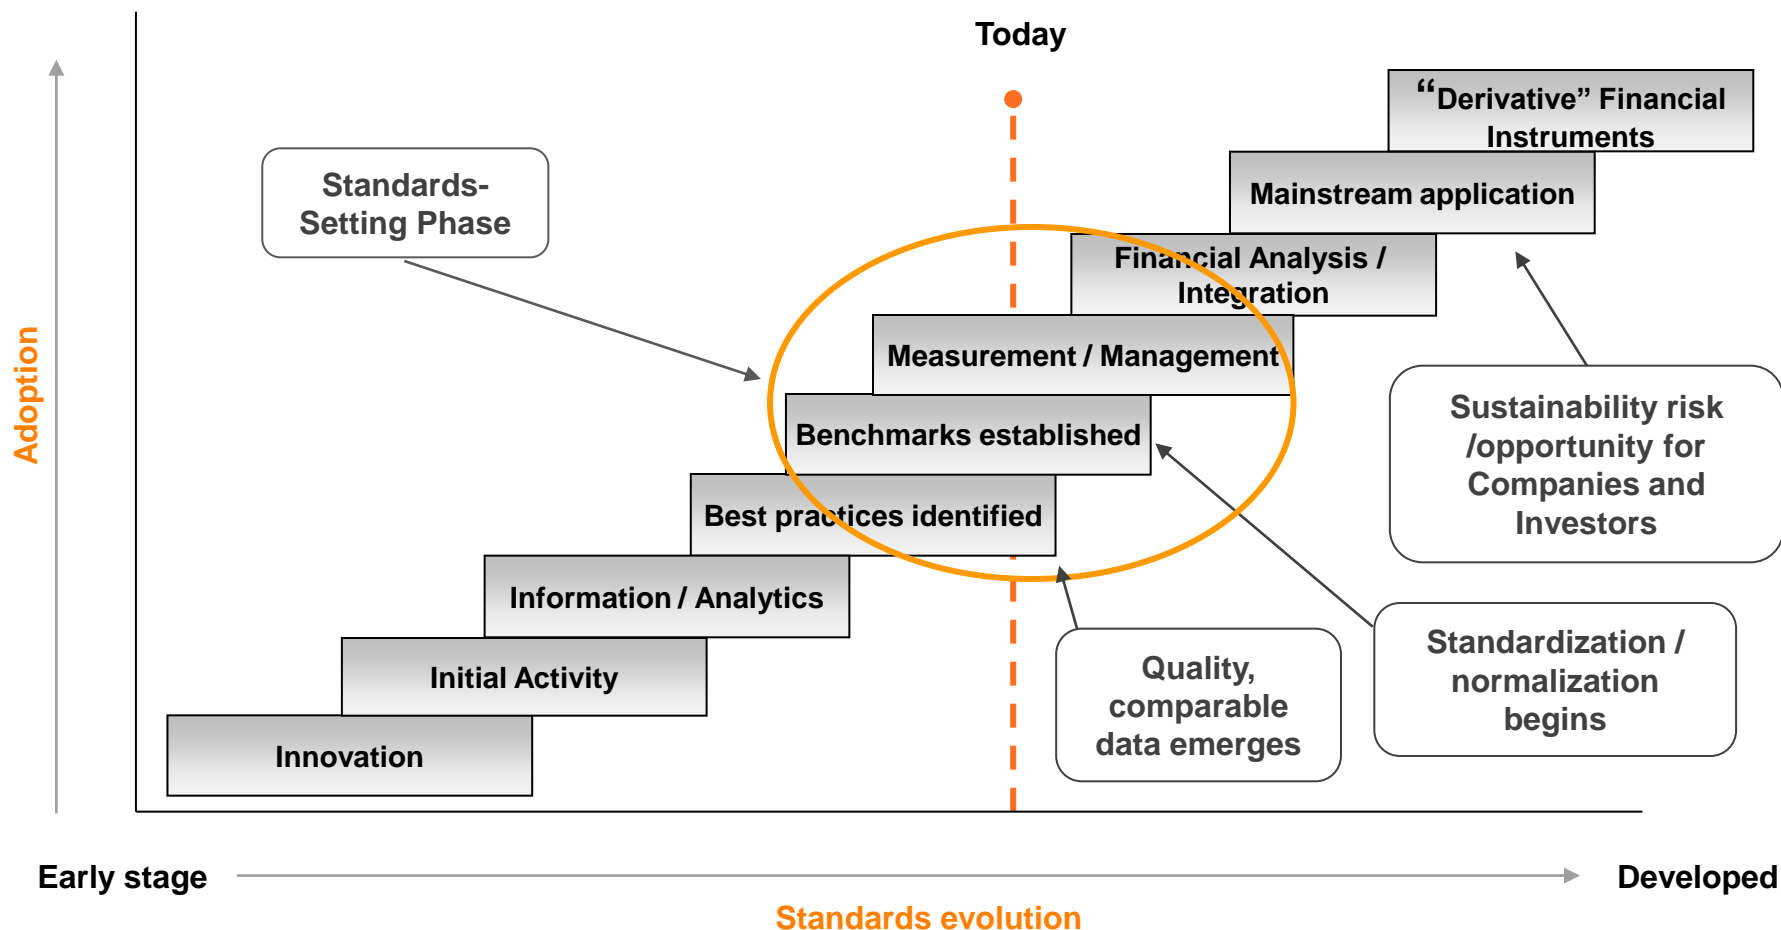 Today
“Derivative” Financial
Instruments
Standards-
Setting Phase
Mainstream application
Financial Analysis /
Integration
Measurement / Management
Adoption
Sustainability risk
/opportunity for
Companies and
Investors
Benchmarks established
Best practices identified
Information / Analytics
Standardization /
normalization
begins
Quality,
comparable
data emerges
Initial Activity
Innovation
Early stage
Developed
Standards evolution